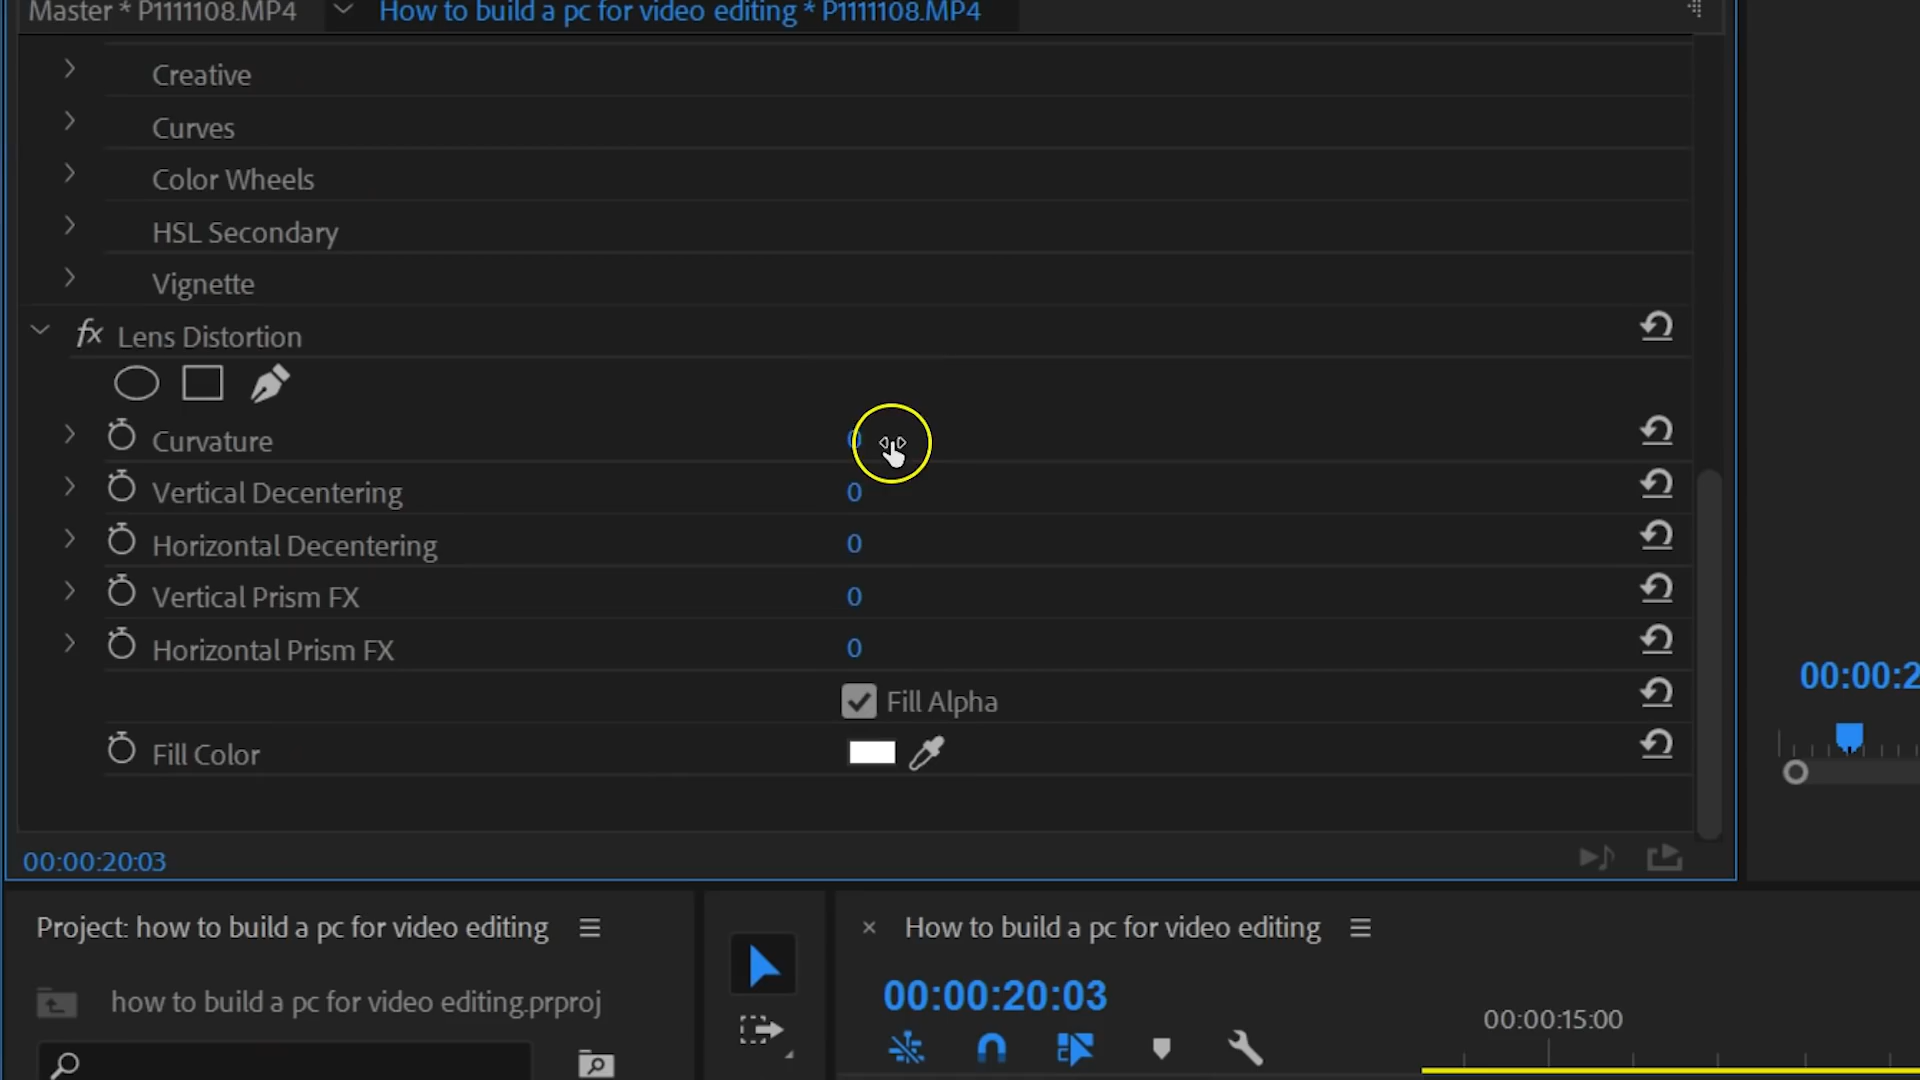 Master * P1111108.MP4
How to build a pc for video editing * P1111108.MP4
Creative
Curves
Color Wheels
HSL Secondary
Vignette
fx Lens Distortion
Curvature 0
Vertical Decentering 0
Horizontal Decentering 0
Vertical Prism FX 0
Horizontal Prism FX 0
Fill Alpha
Fill Color
00:00:2
00:00:20:03
Project: how to build a pc for video editing
how to build a pc for video editing.prproj
How to build a pc for video editing
00:00:20:03
00:00:15:00